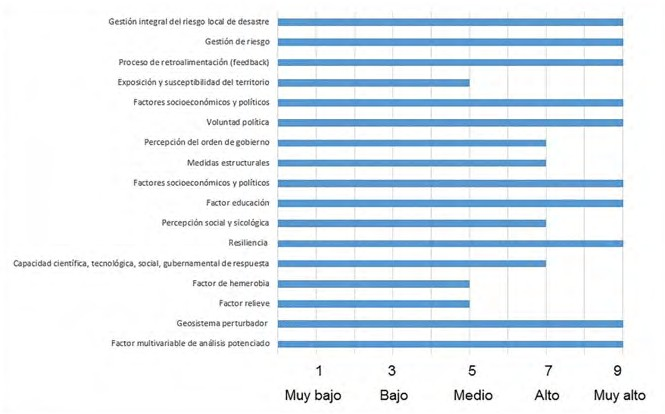 Gestión integral del riesgo local de desastre
Gestión de riesgo
Proceso de retroalimentación (feedback)
Exposición y susceptibilidad del territorio
Factores socioeconómicos y políticos
Voluntad política
Percepción del orden de gobierno
Medidas estructurales
Factores socioeconómicos y políticos
Factor educación
Percepción social y sicológica
Resiliencia
Capacidad científica, tecnológica, social, gubernamental de respuesta
Factor de hemerobia
Factor relieve
Geosistema perturbador
Factor multivariable de análisis potenciado
1 3 5 7 9
Muy bajo Bajo Medio Alto Muy alto